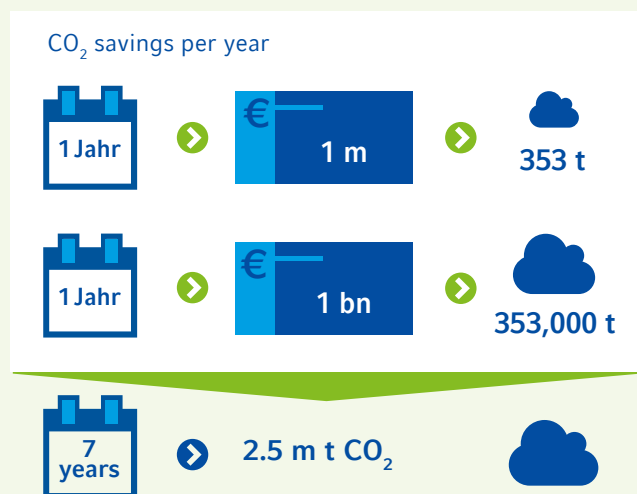 CO₂ savings per year
1 Jahr
€
1 m
353 t
1 Jahr
€
1 bn
353,000 t
7
years
2.5 m t CO₂